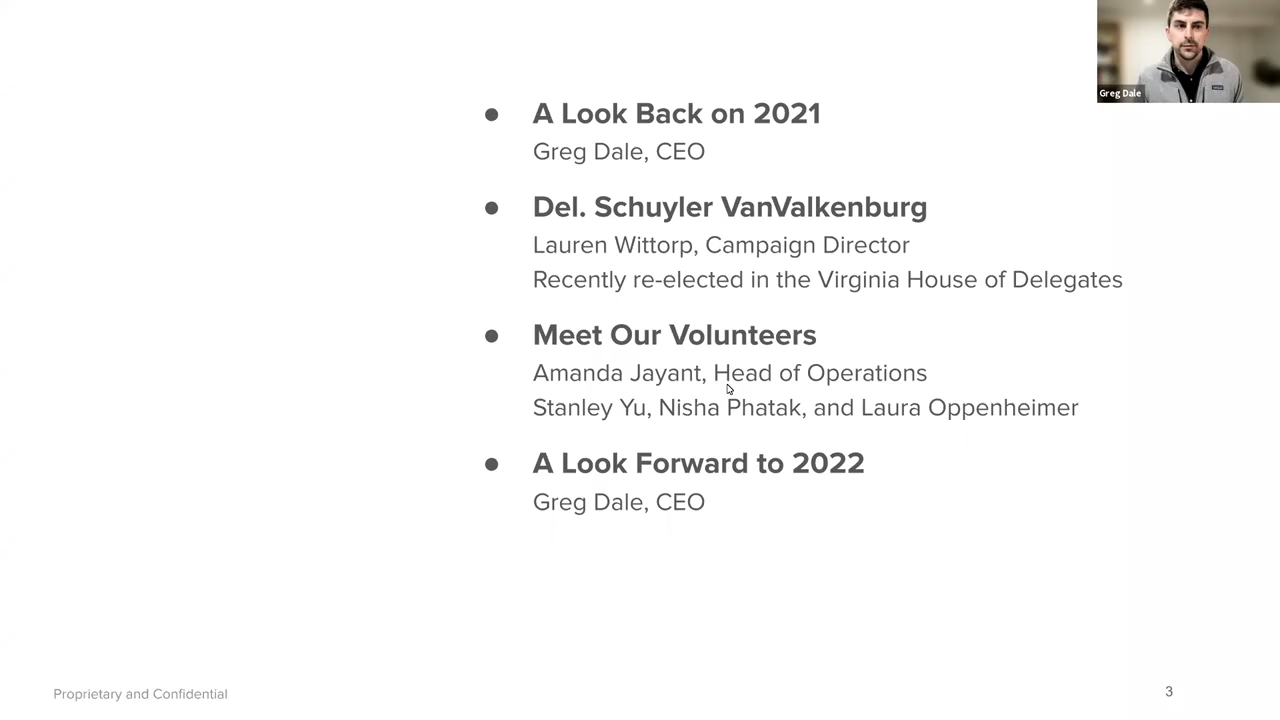 Greg Dale
● A Look Back on 2021
Greg Dale, CEO
● Del. Schuyler VanValkenburg
Lauren Wittorp, Campaign Director
Recently re-elected in the Virginia House of Delegates
● Meet Our Volunteers
Amanda Jayant, Head of Operations
Stanley Yu, Nisha Phatak, and Laura Oppenheimer
● A Look Forward to 2022
Greg Dale, CEO
Proprietary and Confidential
3